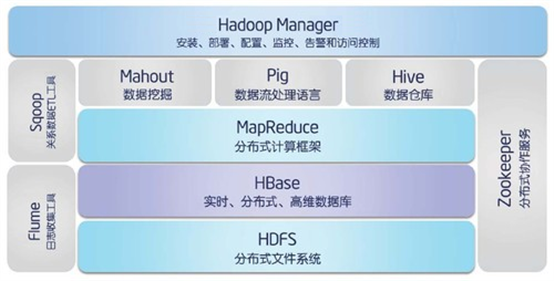 Hadoop Manager
安装、部署、配置、监控、告警和访问控制
Sqoop
关系数据ETL工具
Mahout
数据挖掘
Pig
数据流处理语言
Hive
数据仓库
MapReduce
分布式计算框架
Zookeeper
分布式协作服务
Flume
日志收集工具
HBase
实时、分布式、高维数据库
HDFS
分布式文件系统